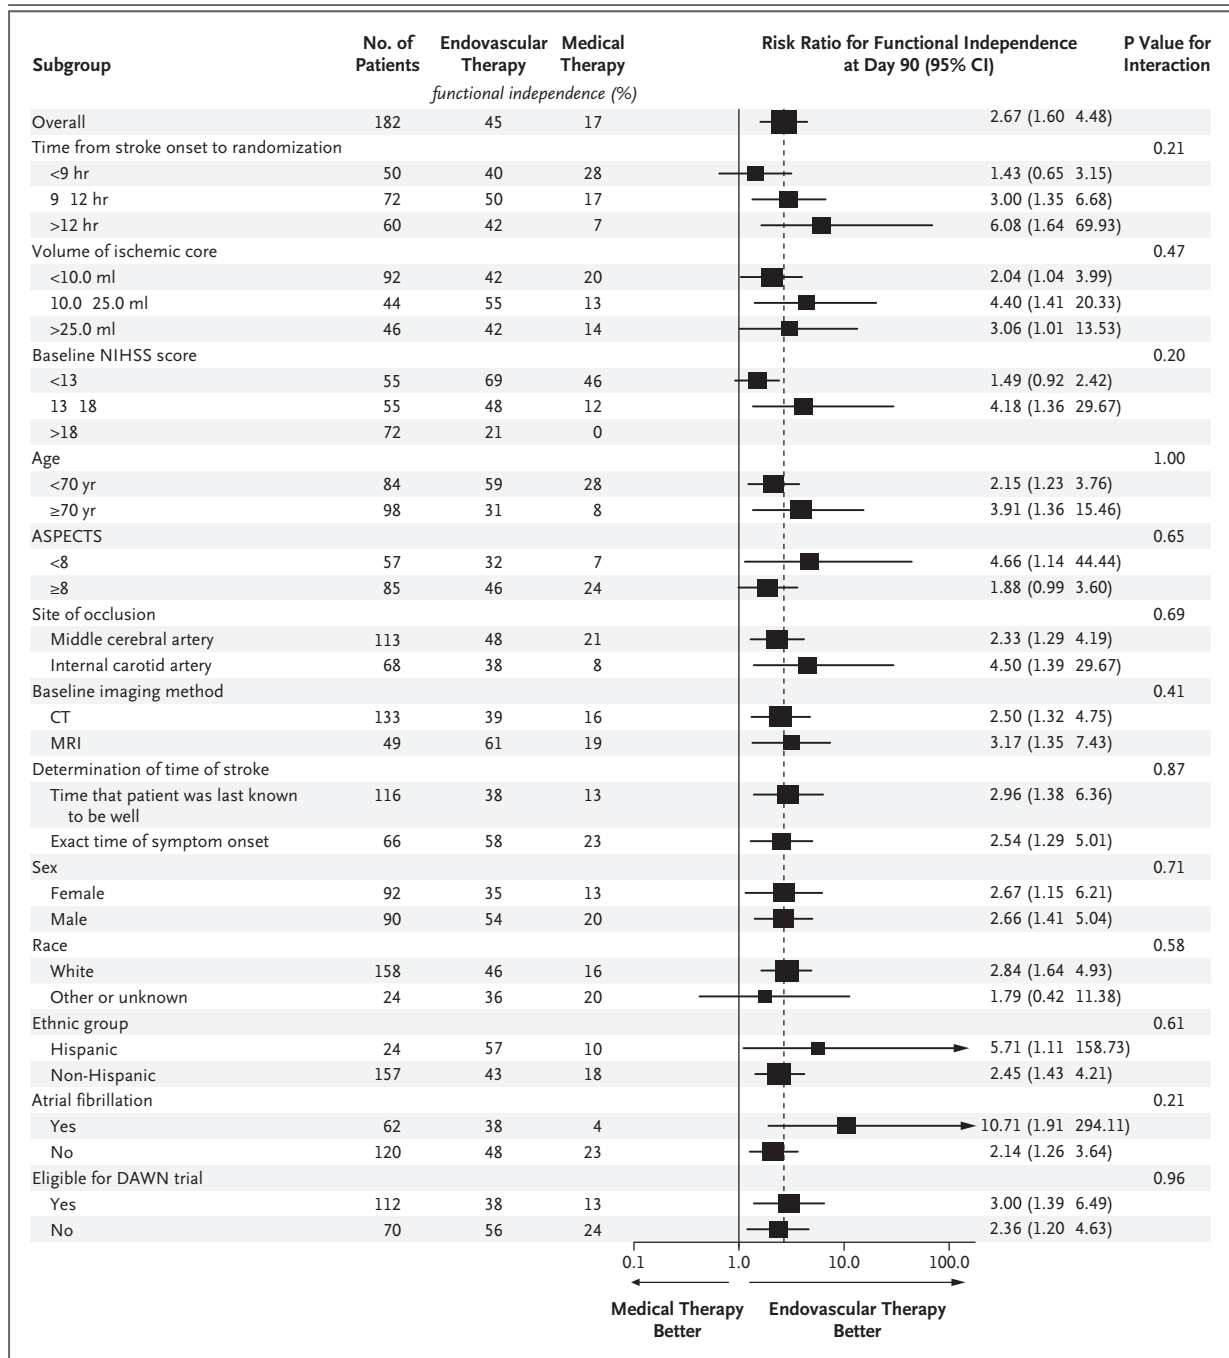 Subgroup No. of Patients Endovascular Therapy Medical Therapy Risk Ratio for Functional Independence at Day 90 (95% CI) P Value for Interaction
functional independence (%)
Overall 182 45 17 2.67 (1.60 4.48)
Time from stroke onset to randomization 0.21
<9 hr 50 40 28 1.43 (0.65 3.15)
9 12 hr 72 50 17 3.00 (1.35 6.68)
>12 hr 60 42 7 6.08 (1.64 69.93)
Volume of ischemic core 0.47
<10.0 ml 92 42 20 2.04 (1.04 3.99)
10.0 25.0 ml 44 55 13 4.40 (1.41 20.33)
>25.0 ml 46 42 14 3.06 (1.01 13.53)
Baseline NIHSS score 0.20
<13 55 69 46 1.49 (0.92 2.42)
13 18 55 48 12 4.18 (1.36 29.67)
>18 72 21 0
Age 1.00
<70 yr 84 59 28 2.15 (1.23 3.76)
≥70 yr 98 31 8 3.91 (1.36 15.46)
ASPECTS 0.65
<8 57 32 7 4.66 (1.14 44.44)
≥8 85 46 24 1.88 (0.99 3.60)
Site of occlusion 0.69
Middle cerebral artery 113 48 21 2.33 (1.29 4.19)
Internal carotid artery 68 38 8 4.50 (1.39 29.67)
Baseline imaging method 0.41
CT 133 39 16 2.50 (1.32 4.75)
MRI 49 61 19 3.17 (1.35 7.43)
Determination of time of stroke 0.87
Time that patient was last known 116 38 13 2.96 (1.38 6.36)
to be well
Exact time of symptom onset 66 58 23 2.54 (1.29 5.01)
Sex 0.71
Female 92 35 13 2.67 (1.15 6.21)
Male 90 54 20 2.66 (1.41 5.04)
Race 0.58
White 158 46 16 2.84 (1.64 4.93)
Other or unknown 24 36 20 1.79 (0.42 11.38)
Ethnic group 0.61
Hispanic 24 57 10 5.71 (1.11 158.73)
Non-Hispanic 157 43 18 2.45 (1.43 4.21)
Atrial fibrillation 0.21
Yes 62 38 4 10.71 (1.91 294.11)
No 120 48 23 2.14 (1.26 3.64)
Eligible for DAWN trial 0.96
Yes 112 38 13 3.00 (1.39 6.49)
No 70 56 24 2.36 (1.20 4.63)
0.1 1.0 10.0 100.0
Medical Therapy Better Endovascular Therapy Better